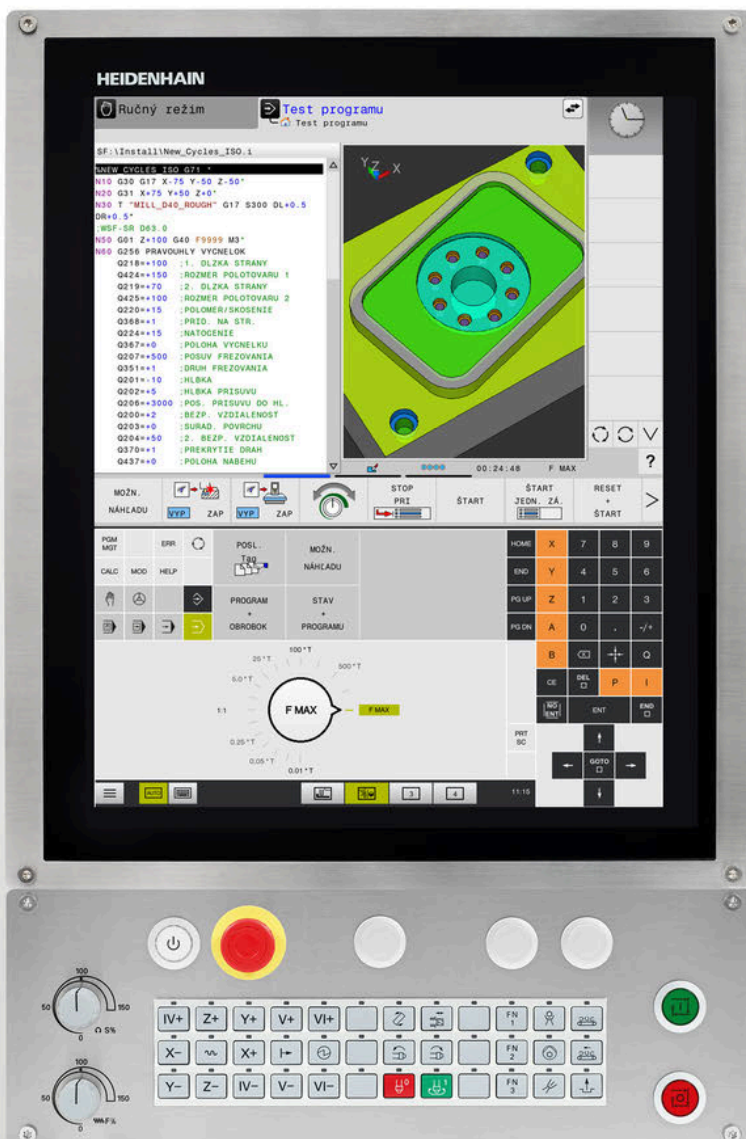 HEIDENHAIN
Ručný režim
Test programu
Test programu
SF:\Install\New_Cycles_ISO.i
%NEW_CYCLES_ISO G71 *
N10 G30 G17 X-75 Y-50 Z-50*
N20 G31 X+75 Y+50 Z+0*
N30 T "MILL_D40_ROUGH" G17 S300 DL+0.5
DR+0.5*
;WSF-SR D63.0
N50 G01 Z+100 G40 F9999 M3*
N60 G256 PRAVOUHLY VYCNELOK
Q218=+100 ;1. DLZKA STRANY
Q424=+150 ;ROZMER POLOTOVARU 1
Q219=+70 ;2. DLZKA STRANY
Q425=+100 ;ROZMER POLOTOVARU 2
Q220=+15 ;POLOMER/SKOSENIE
Q368=+1 ;PRID. NA STR.
Q224=+15 ;NATOCENIE
Q367=+0 ;POLOHA VYCNELKU
Q207=+500 ;POSUV FREZOVANIA
Q351=+1 ;DRUH FREZOVANIA
Q201=-10 ;HLBKA
Q202=+5 ;HLBKA PRISUVU
Q206=+3000 ;POS. PRISUVU DO HL.
Q200=+2 ;BEZP. VZDIALENOST
Q203=+0 ;SURAD. POVRCHU
Q204=+50 ;2. BEZP. VZDIALENOST
Q370=+1 ;PREKRYTIE DRAH
Q437=+0 ;POLOHA NABEHU
Y Z X
00:24:48 F MAX
?
MOŽN.
NÁHĽADU
VYP ZAP
VYP ZAP
STOP
PRI
ŠTART
ŠTART
JEDN. ZÁ.
RESET
+
ŠTART
>
PGM
MGT
ERR
CALC MOD HELP
POSL.
Tag
MOŽN.
NÁHĽADU
PROGRAM
+
OBROBOK
STAV
+
PROGRAMU
HOME X 7 8 9
END Y 4 5 6
PG UP Z 1 2 3
PG DN A 0 . -/+
B Q
CE DEL P I
NO
ENT
ENT
END
PRT
SC
GOTO
100*T
25*T
500*T
5.0*T
1:1
F MAX
F MAX
0.25*T
0.05*T
0.01*T
AUTO
3
4
11:15
100
50
150
0
S%
100
50
150
0
F%
IV+ Z+ Y+ V+ VI+ FN
1
X- X+ FN
2
Y- Z- IV- V- VI- 0 1 FN
3